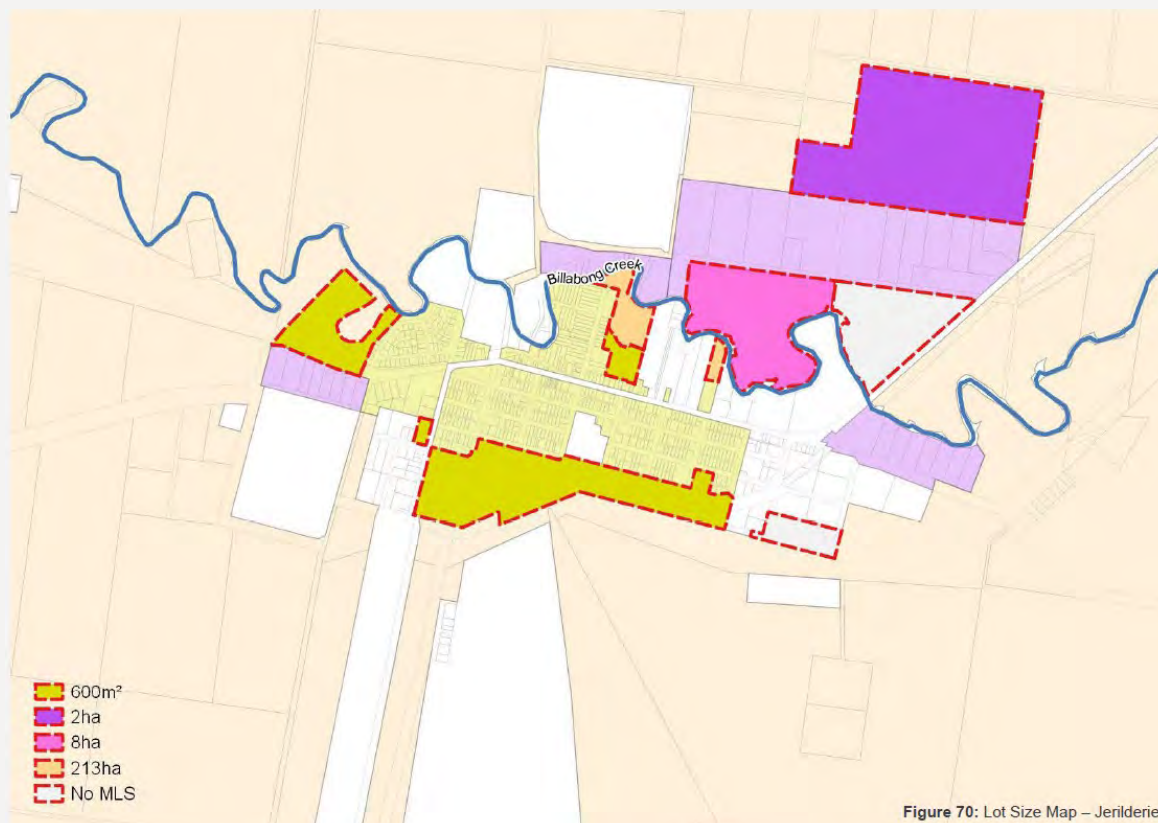 Billabong Creek
600m²
2ha
8ha
213ha
No MLS
Figure 70: Lot Size Map – Jerilderie